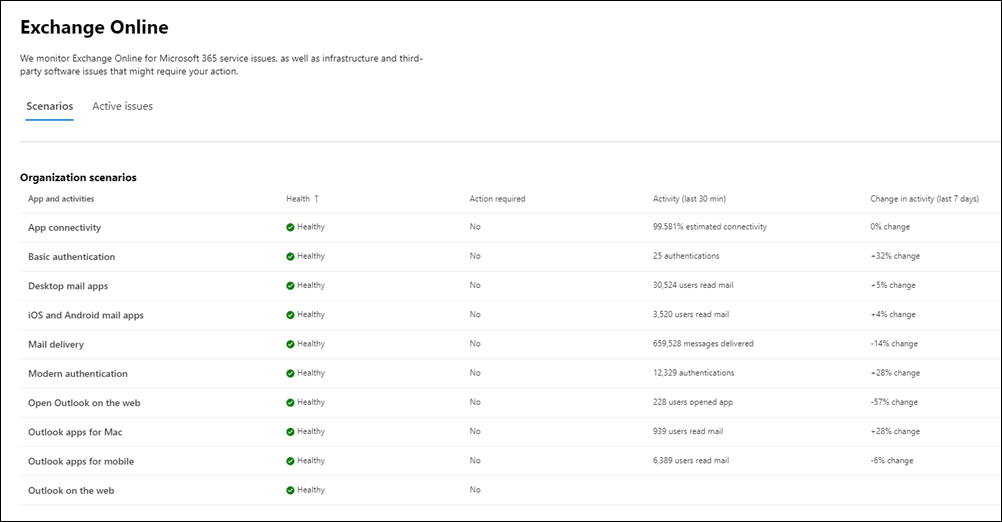 Exchange Online
We monitor Exchange Online for Microsoft 365 service issues, as well as infrastructure and third-
party software issues that might require your action.
Scenarios Active issues
Organization scenarios
App and activities Health ↑ Action required Activity (last 30 min) Change in activity (last 7 days)
App connectivity Healthy No 99.581% estimated connectivity 0% change
Basic authentication Healthy No 25 authentications +32% change
Desktop mail apps Healthy No 30,524 users read mail +5% change
iOS and Android mail apps Healthy No 3,520 users read mail +4% change
Mail delivery Healthy No 659,528 messages delivered -14% change
Modern authentication Healthy No 12,329 authentications +28% change
Open Outlook on the web Healthy No 228 users opened app -57% change
Outlook apps for Mac Healthy No 939 users read mail +28% change
Outlook apps for mobile Healthy No 6,389 users read mail -6% change
Outlook on the web Healthy No